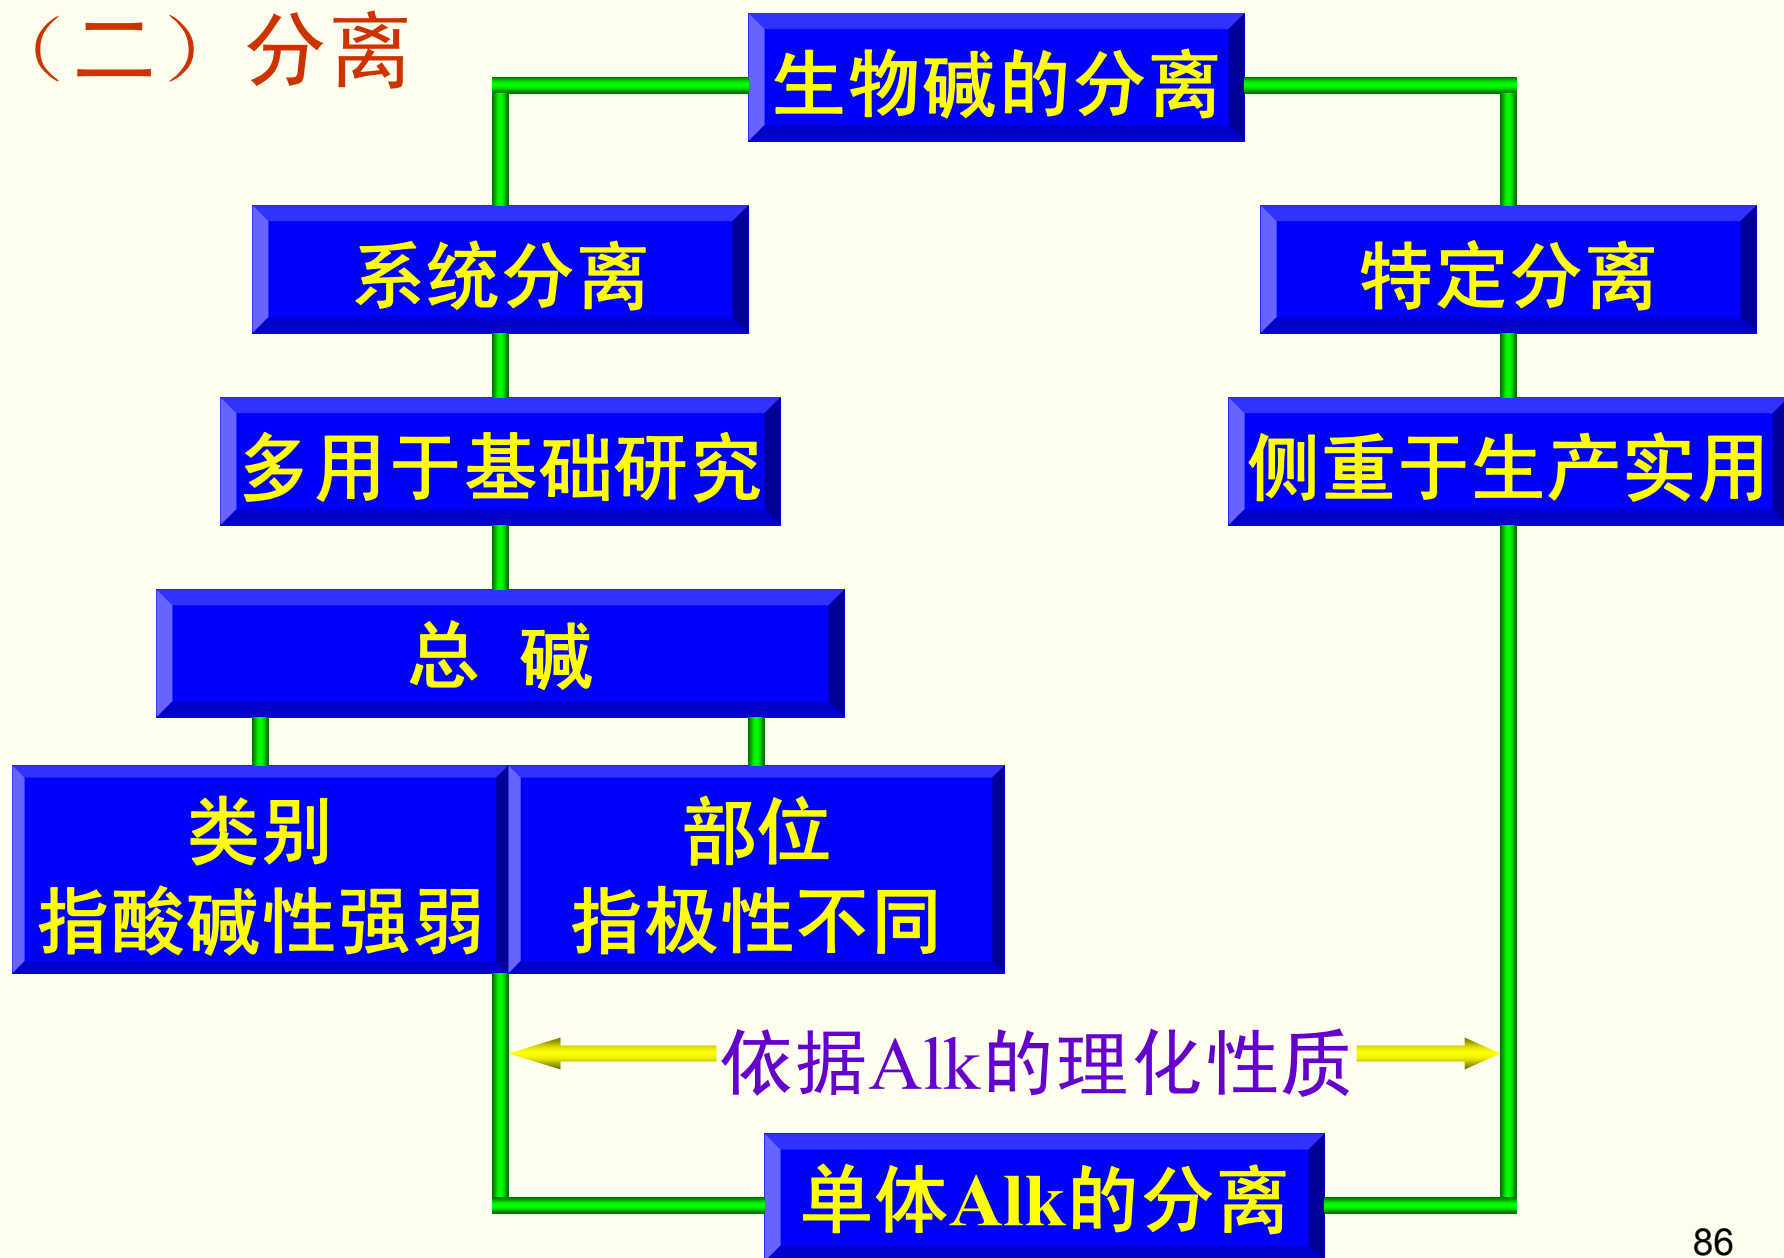 （二）分离
生物碱的分离
系统分离
特定分离
多用于基础研究
侧重于生产实用
总 碱
类别
指酸碱性强弱
部位
指极性不同
依据Alk的理化性质
单体Alk的分离
86